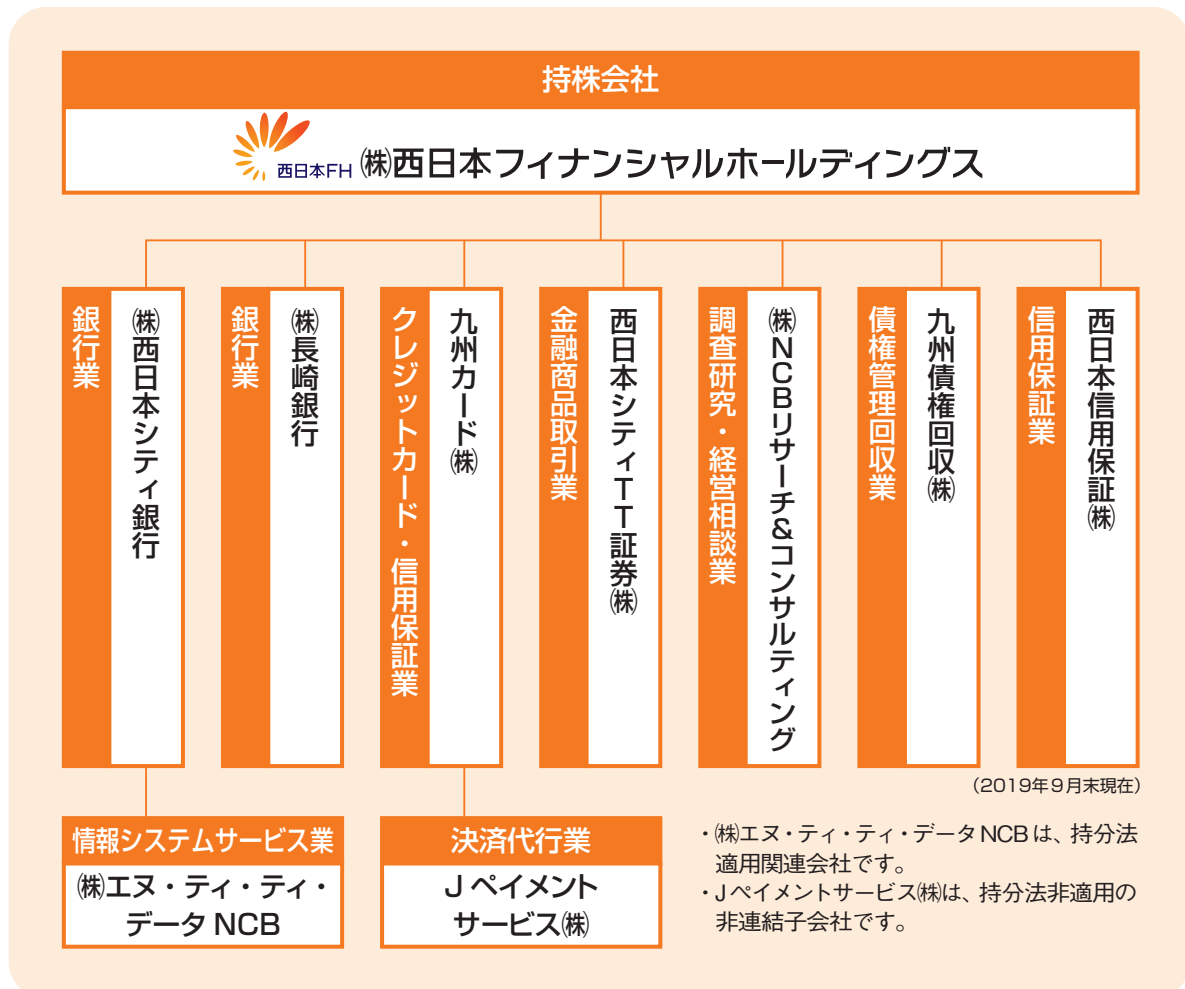 持株会社
西日本FH ㈱西日本フィナンシャルホールディングス
銀行業
㈱西日本シティ銀行
銀行業
㈱長崎銀行
クレジットカード・信用保証業
九州カード㈱
金融商品取引業
西日本シティTT証券㈱
調査研究・経営相談業
㈱NCBリサーチ&コンサルティング
債権管理回収業
九州債権回収㈱
信用保証業
西日本信用保証㈱
（2019年9月末現在）
情報システムサービス業
㈱エヌ・ティ・ティ・
データNCB
決済代行業
Jペイメント
サービス㈱
・㈱エヌ・ティ・ティ・データNCBは、持分法
適用関連会社です。
・Jペイメントサービス㈱は、持分法非適用の
非連結子会社です。